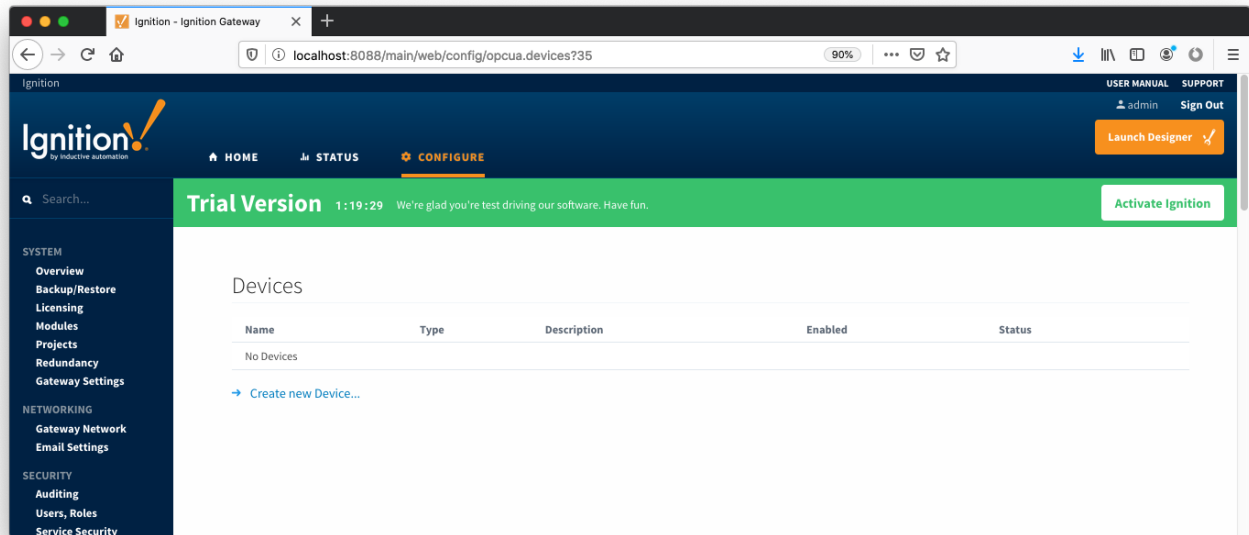 Ignition - Ignition Gateway
localhost:8088/main/web/config/opcua.devices?35
90%
Ignition
USER MANUAL SUPPORT
admin Sign Out
Ignition!
by inductive automation
Launch Designer
HOME STATUS CONFIGURE
Search...
Trial Version 1:19:29 We're glad you're test driving our software. Have fun.
Activate Ignition
SYSTEM
Overview
Backup/Restore
Licensing
Modules
Projects
Redundancy
Gateway Settings
NETWORKING
Gateway Network
Email Settings
SECURITY
Auditing
Users, Roles
Service Security
Devices
Name Type Description Enabled Status
No Devices
Create new Device...